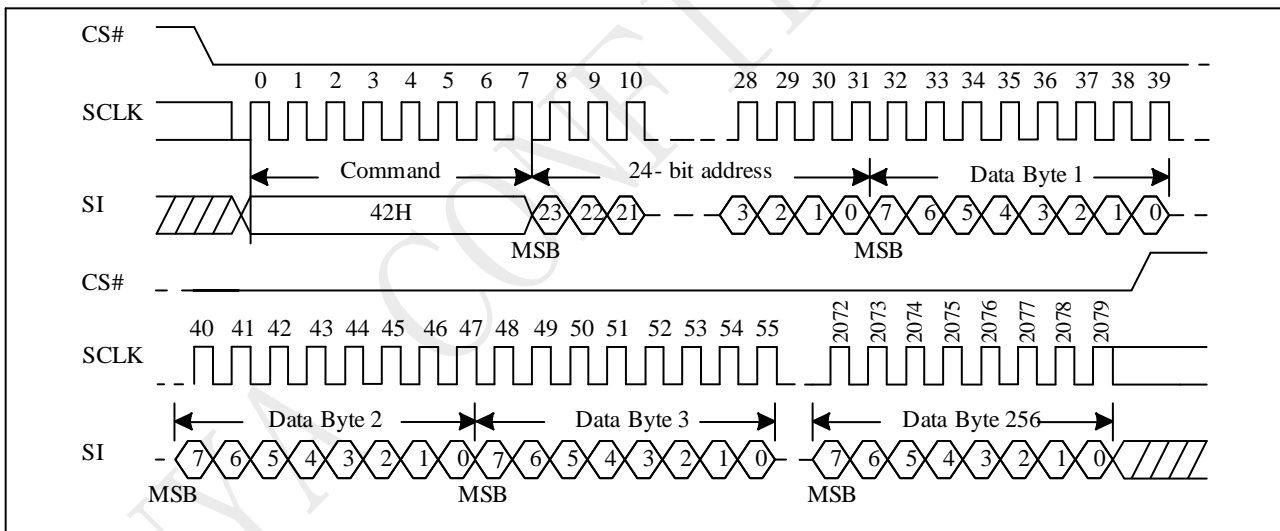 CS#
0 1 2 3 4 5 6 7 8 9 10 28 29 30 31 32 33 34 35 36 37 38 39
SCLK
Command 24- bit address Data Byte 1
SI 42H 23 22 21 3 2 1 0 7 6 5 4 3 2 1 0
MSB MSB
CS#
40 41 42 43 44 45 46 47 48 49 50 51 52 53 54 55 2072 2073 2074 2075 2076 2077 2078 2079
SCLK
Data Byte 2 Data Byte 3 Data Byte 256
SI 7 6 5 4 3 2 1 0 7 6 5 4 3 2 1 0 7 6 5 4 3 2 1 0
MSB MSB MSB